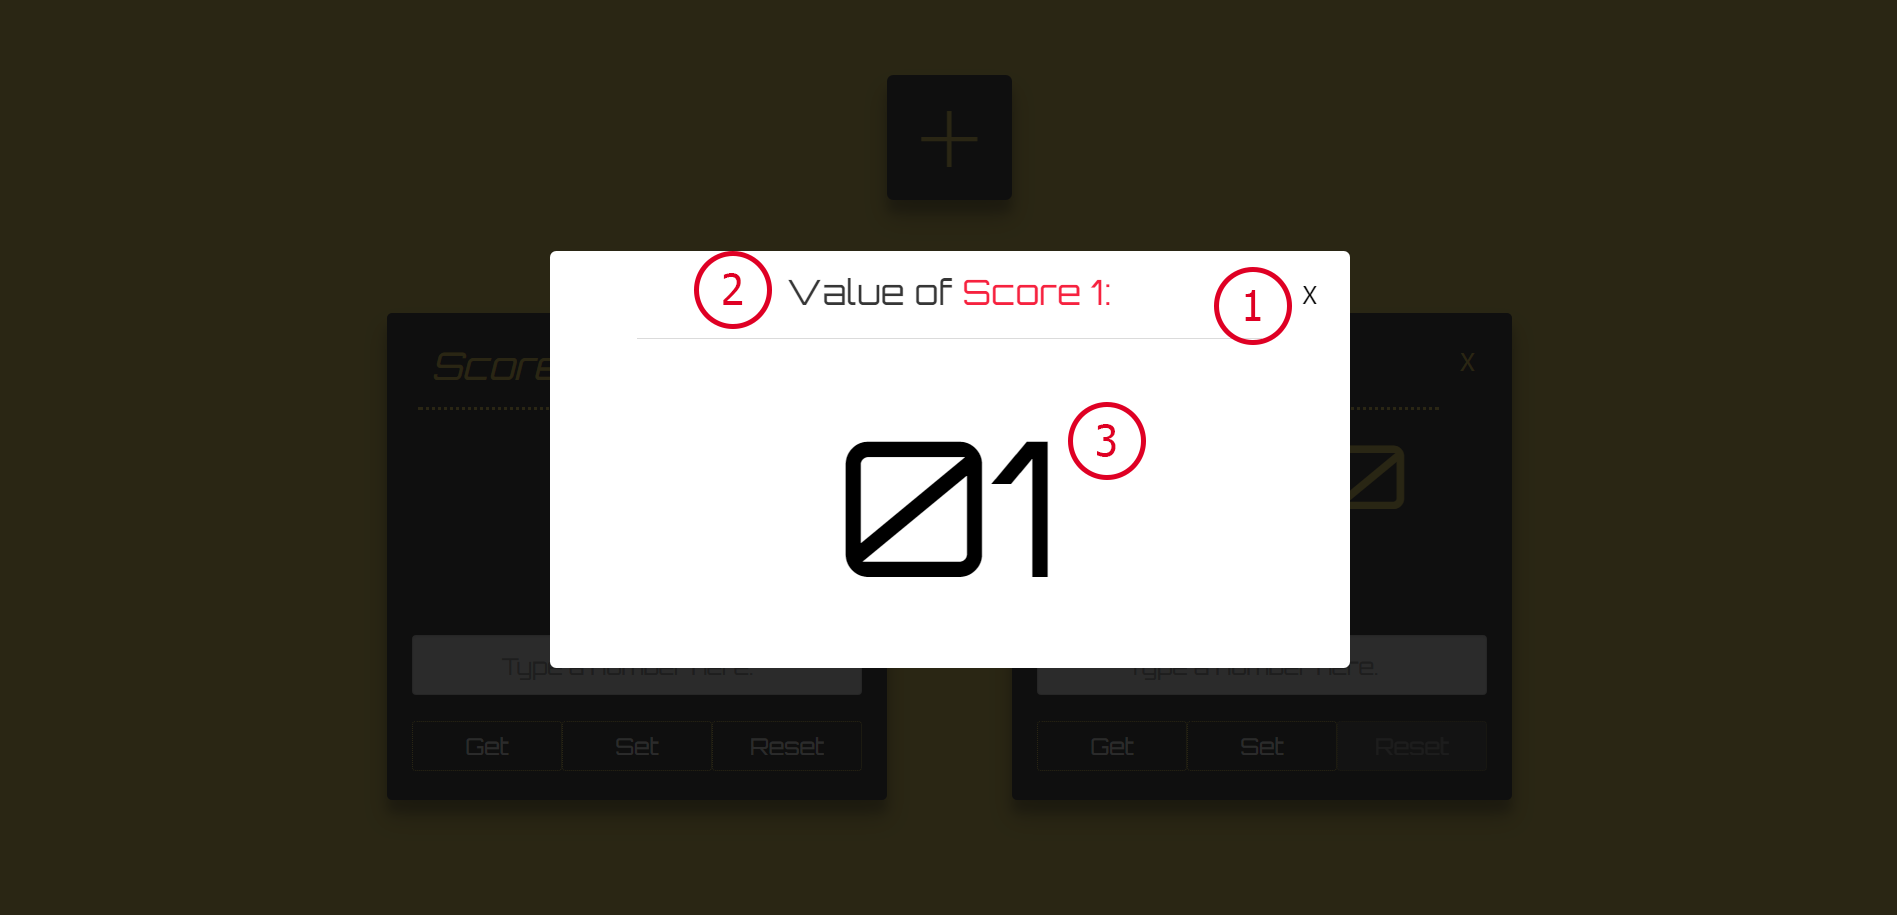 2 Value of Score 1: 1 X
Score X
3
01
Type a number here. Type a number here.
Get Set Reset Get Set Reset